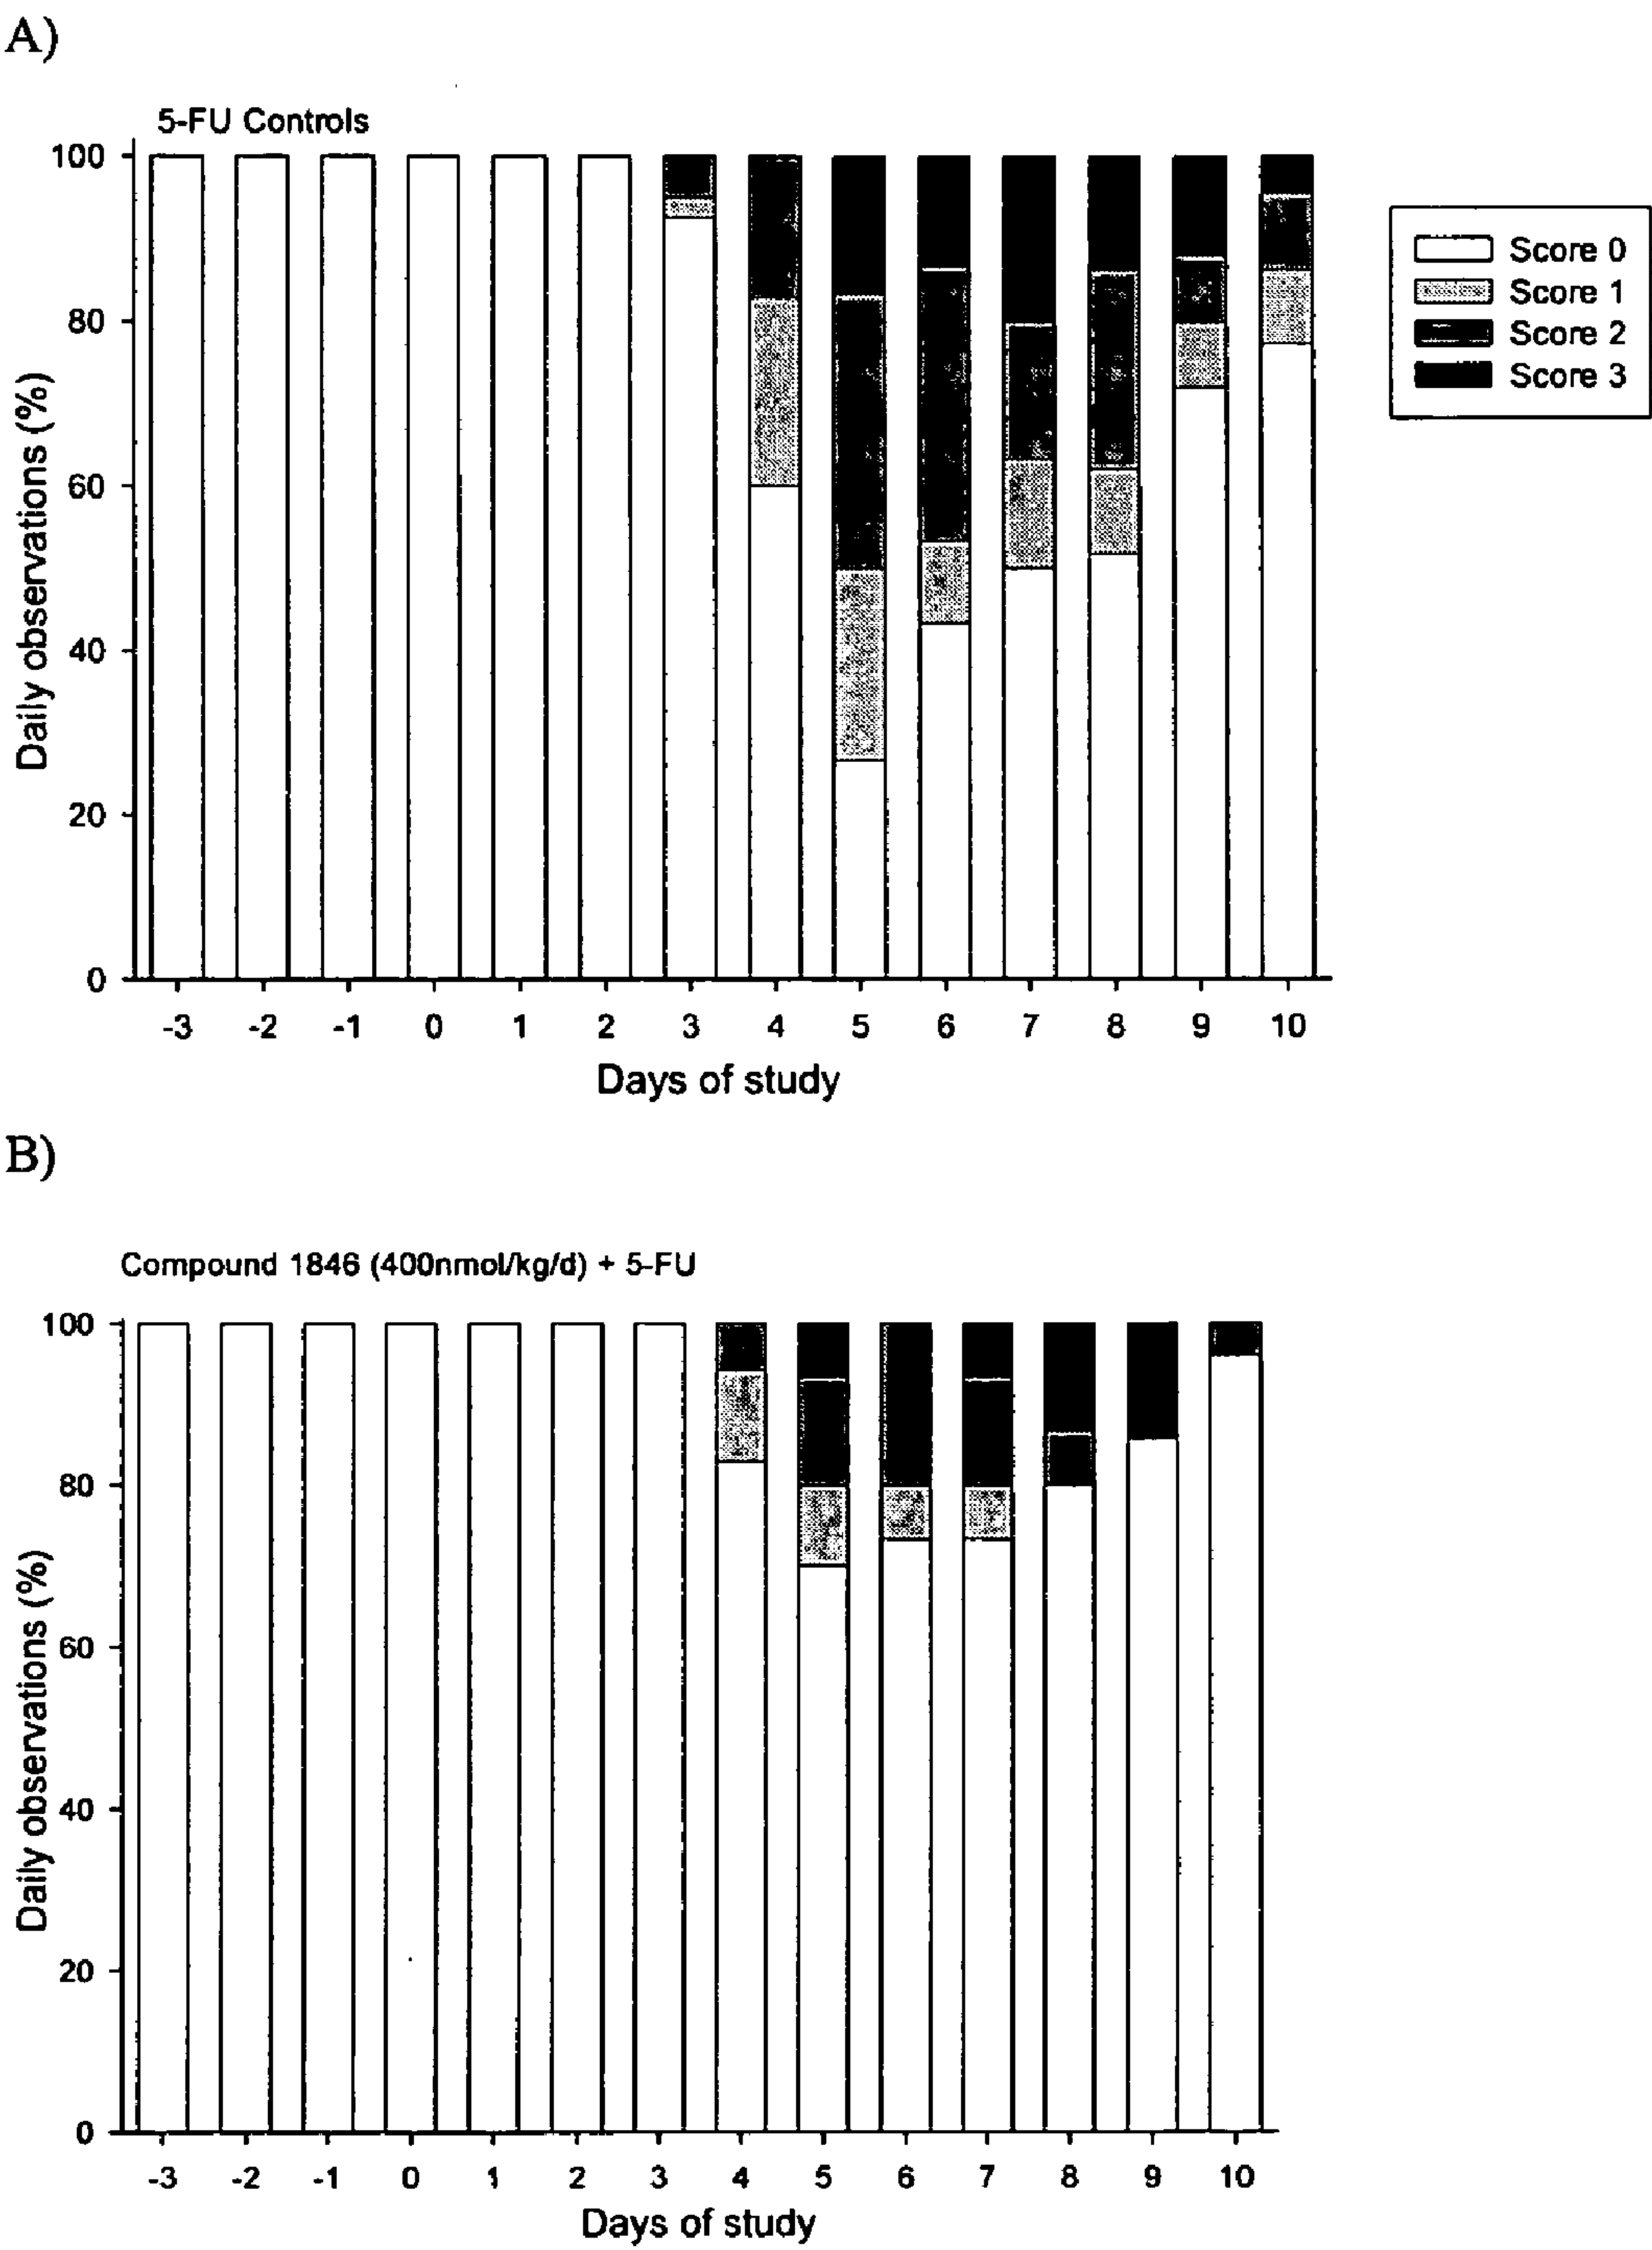 A)
5-FU Controls
100
80
60
40
20
0
Daily observations (%)
-3 -2 -1 0 1 2 3 4 5 6 7 8 9 10
Days of study
Score 0
Score 1
Score 2
Score 3
B)
Compound 1846 (400nmol/kg/d) + 5-FU
100
80
60
40
20
0
Daily observations (%)
-3 -2 -1 0 1 2 3 4 5 6 7 8 9 10
Days of study